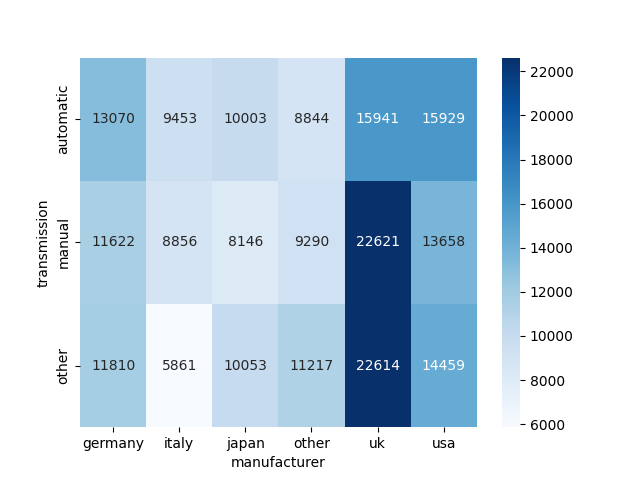 automatic 13070 9453 10003 8844 15941 15929
manual 11622 8856 8146 9290 22621 13658
other 11810 5861 10053 11217 22614 14459
transmission
germany italy japan other uk usa
manufacturer
22000
20000
18000
16000
14000
12000
10000
8000
6000